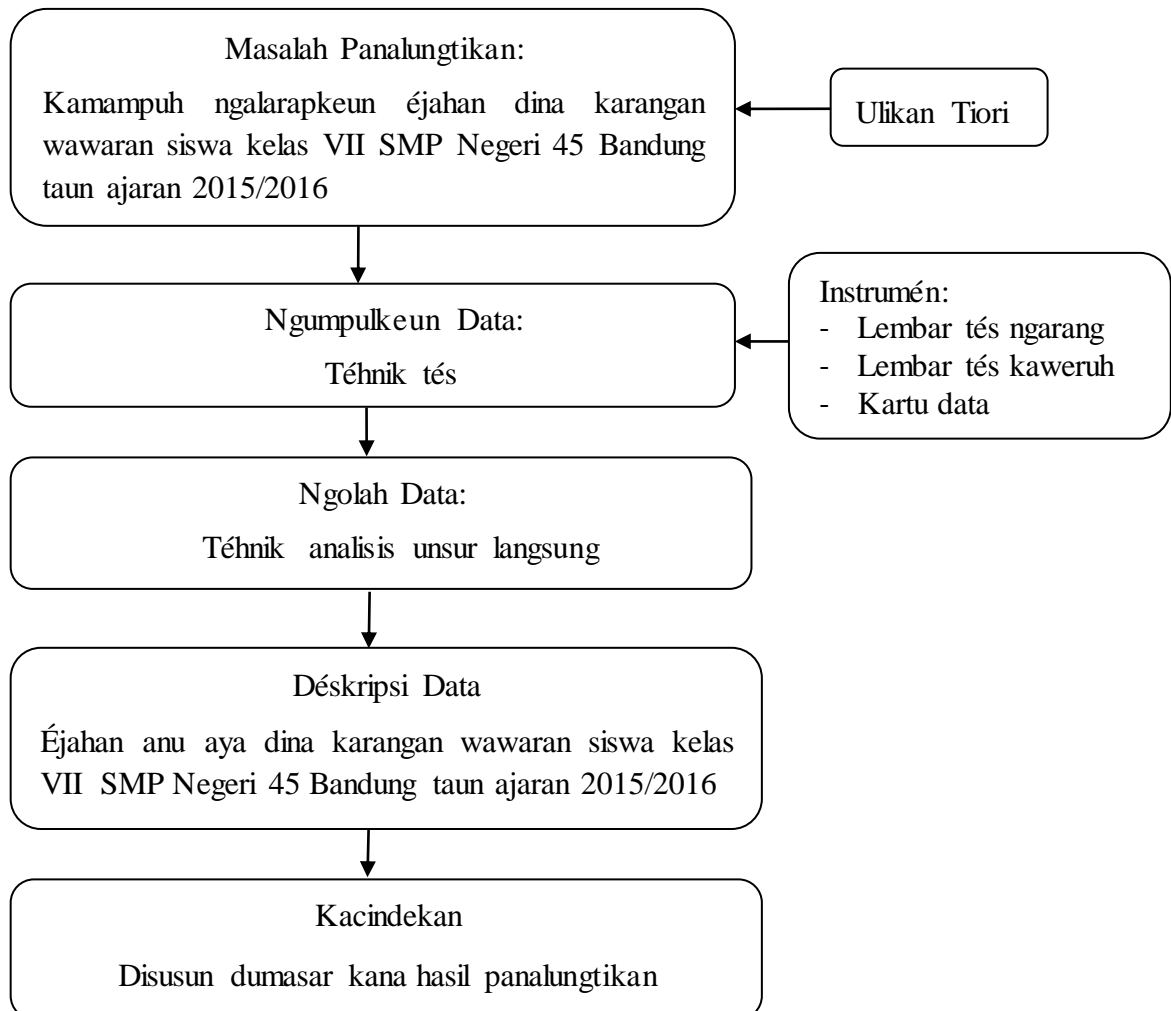 Masalah Panalungtikan:
Kamampuh ngalarapkeun éjahan dina karangan
wawaran siswa kelas VII SMP Negeri 45 Bandung
taun ajaran 2015/2016
Ulikan Tiori
Ngumpulkeun Data:
Téhnik tés
Instrumén:
- Lembar tés ngarang
- Lembar tés kaweruh
- Kartu data
Ngolah Data:
Téhnik analisis unsur langsung
Déskripsi Data
Éjahan anu aya dina karangan wawaran siswa kelas
VII SMP Negeri 45 Bandung taun ajaran 2015/2016
Kacindekan
Disusun dumasar kana hasil panalungtikan